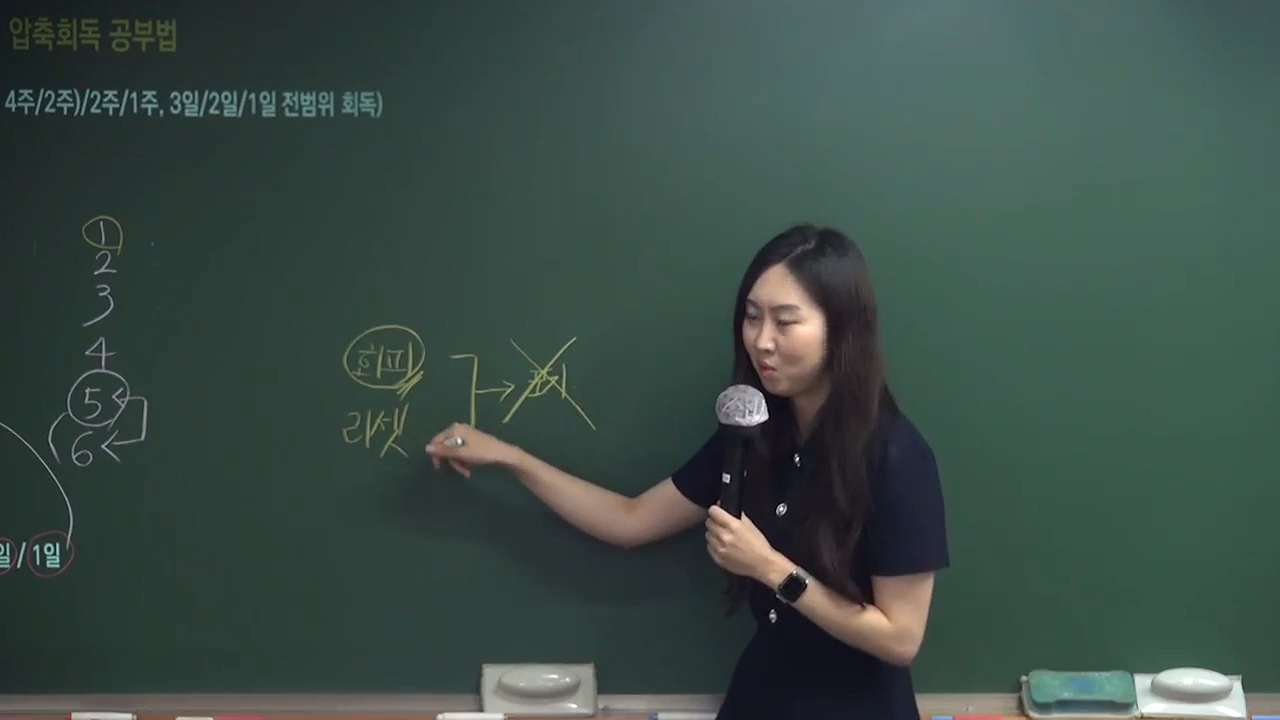 압축회독 공부법
4주/2주)/2주/1주, 3일/2일/1일 전범위 회독)
1
2
3
4
5
6
회피
리셋
일 / 1일